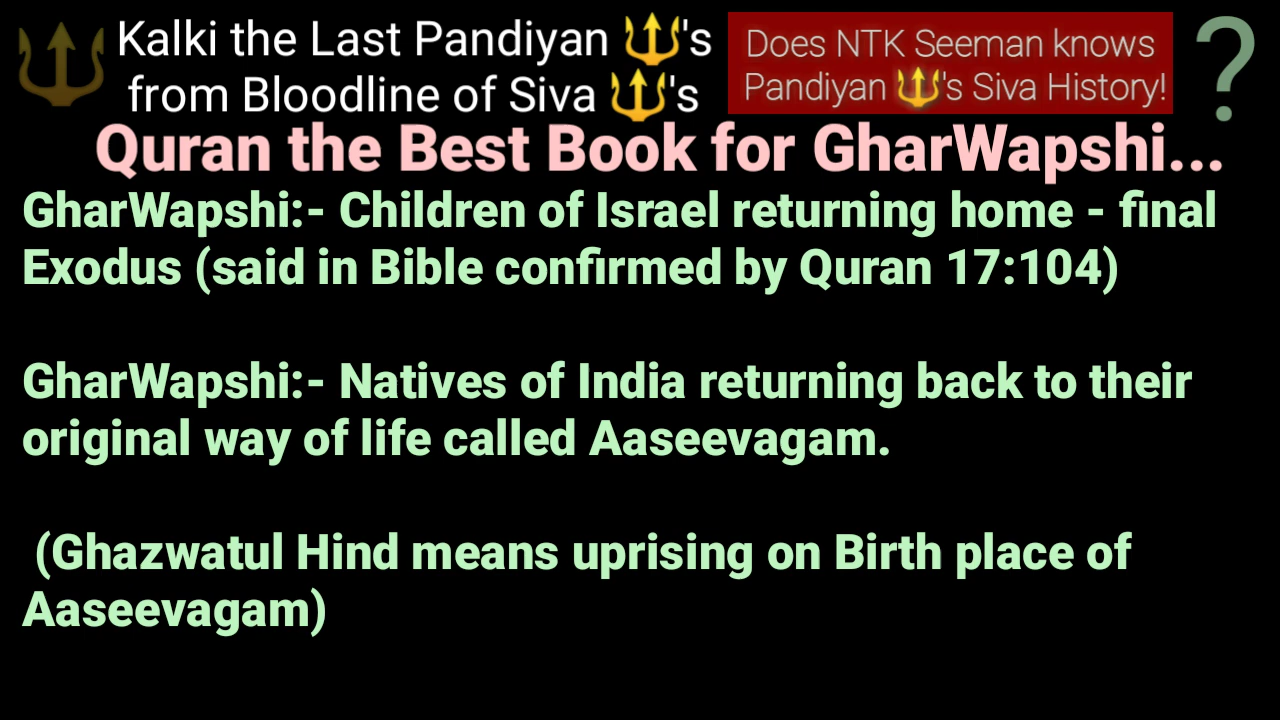 Kalki the Last Pandiyan 🔱's
from Bloodline of Siva 🔱's
Does NTK Seeman knows
Pandiyan 🔱's Siva History!
?
Quran the Best Book for GharWapshi...
GharWapshi:- Children of Israel returning home - final
Exodus (said in Bible confirmed by Quran 17:104)
GharWapshi:- Natives of India returning back to their
original way of life called Aaseevagam.
(Ghazwatul Hind means uprising on Birth place of
Aaseevagam)